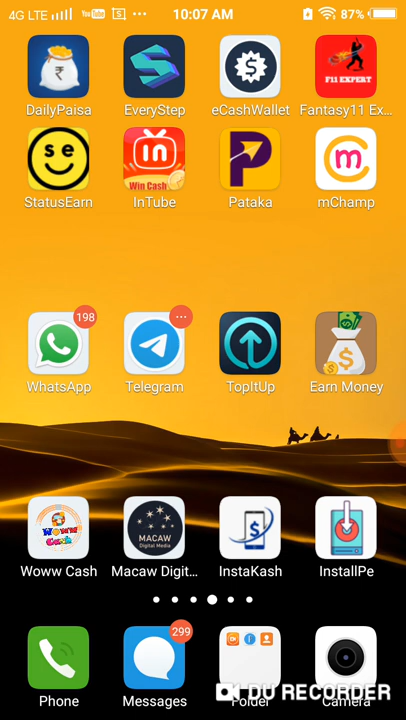 4G LTE YouTube S ... 10:07 AM 87%
₹ $ F11 EXPERT
DailyPaisa EveryStep eCashWallet Fantasy11 Ex...
se in Win Cash P m
StatusEarn InTube Pataka mChamp
198 ... $
WhatsApp Telegram TopItUp Earn Money
Woww Cash MACAW Digital Media $
Woww Cash Macaw Digit... InstaKash InstallPe
299
Phone Messages Folder Camera
DU RECORDER